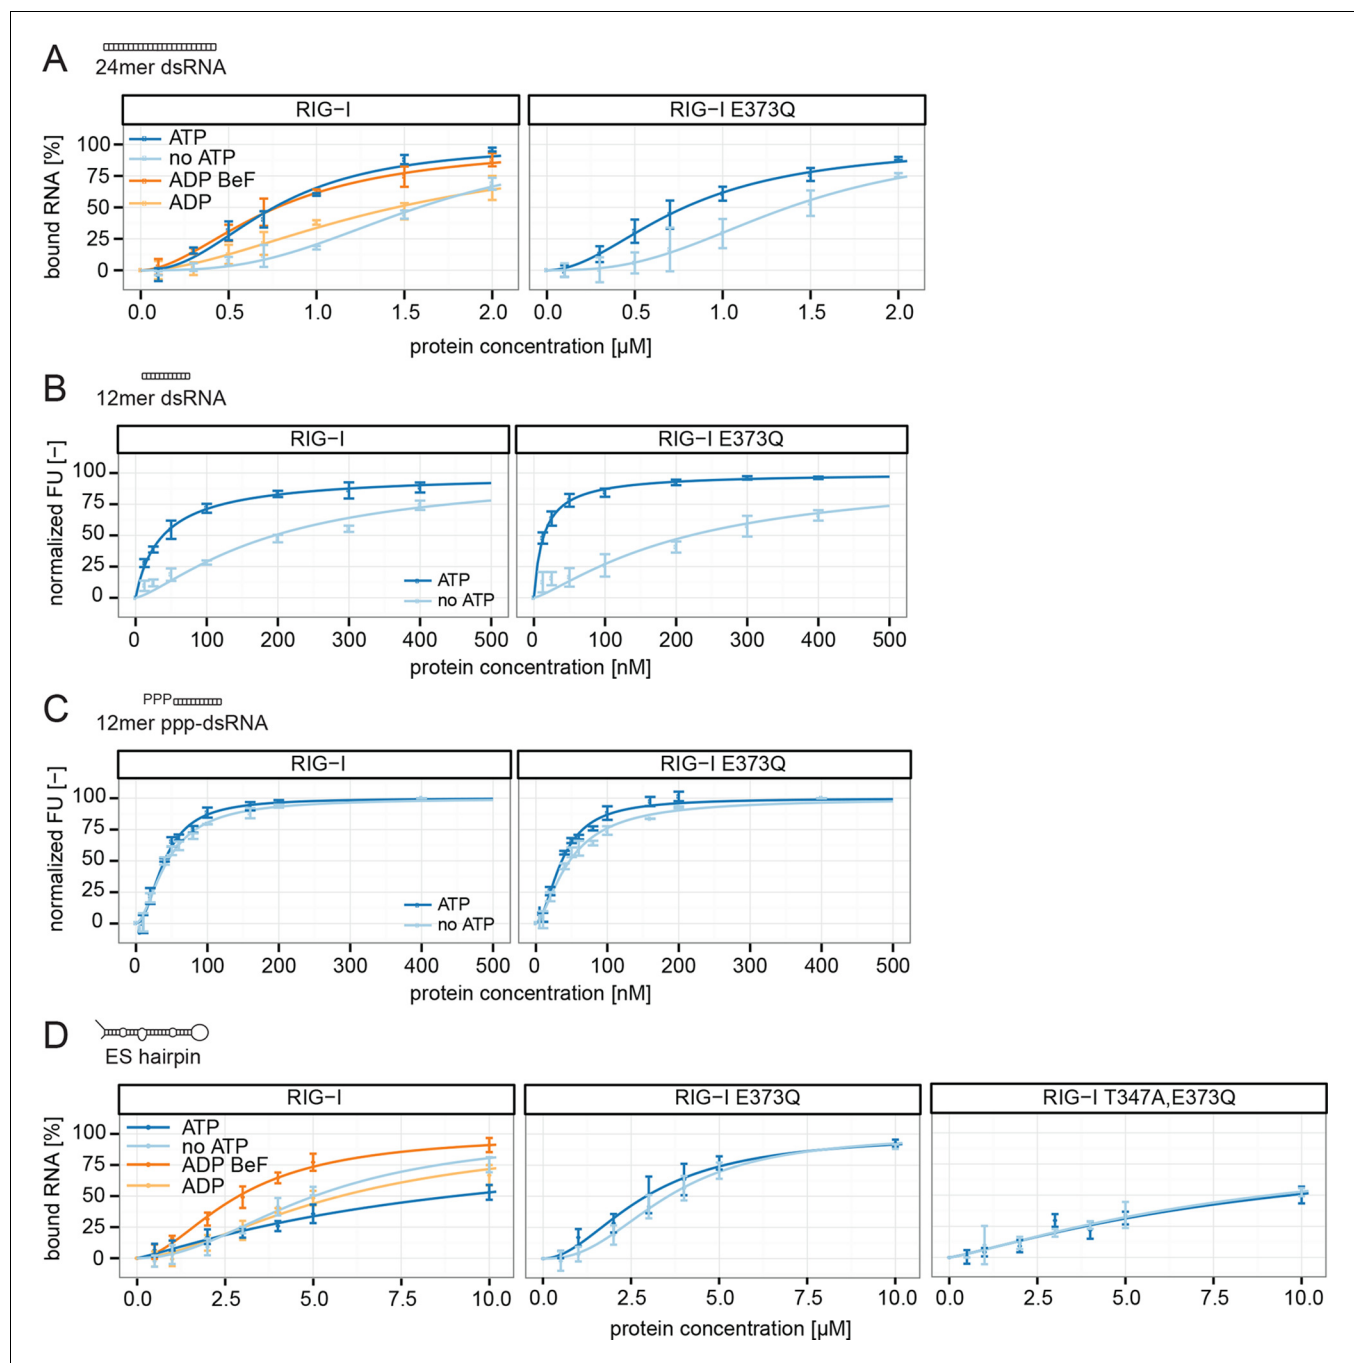 A
24mer dsRNA
RIG−I
RIG−I E373Q
bound RNA [%]
100
75
50
25
0
ATP
no ATP
ADP BeF
ADP
0.0 0.5 1.0 1.5 2.0
0.0 0.5 1.0 1.5 2.0
protein concentration [µM]
B
12mer dsRNA
RIG−I
RIG−I E373Q
normalized FU [−]
100
75
50
25
0
ATP
no ATP
0 100 200 300 400 500
0 100 200 300 400 500
protein concentration [nM]
C
PPP
12mer ppp-dsRNA
RIG−I
RIG−I E373Q
normalized FU [−]
100
75
50
25
0
ATP
no ATP
0 100 200 300 400 500
0 100 200 300 400 500
protein concentration [nM]
D
ES hairpin
RIG−I
RIG−I E373Q
RIG−I T347A,E373Q
bound RNA [%]
100
75
50
25
0
ATP
no ATP
ADP BeF
ADP
0.0 2.5 5.0 7.5 10.0
0.0 2.5 5.0 7.5 10.0
0.0 2.5 5.0 7.5 10.0
protein concentration [µM]